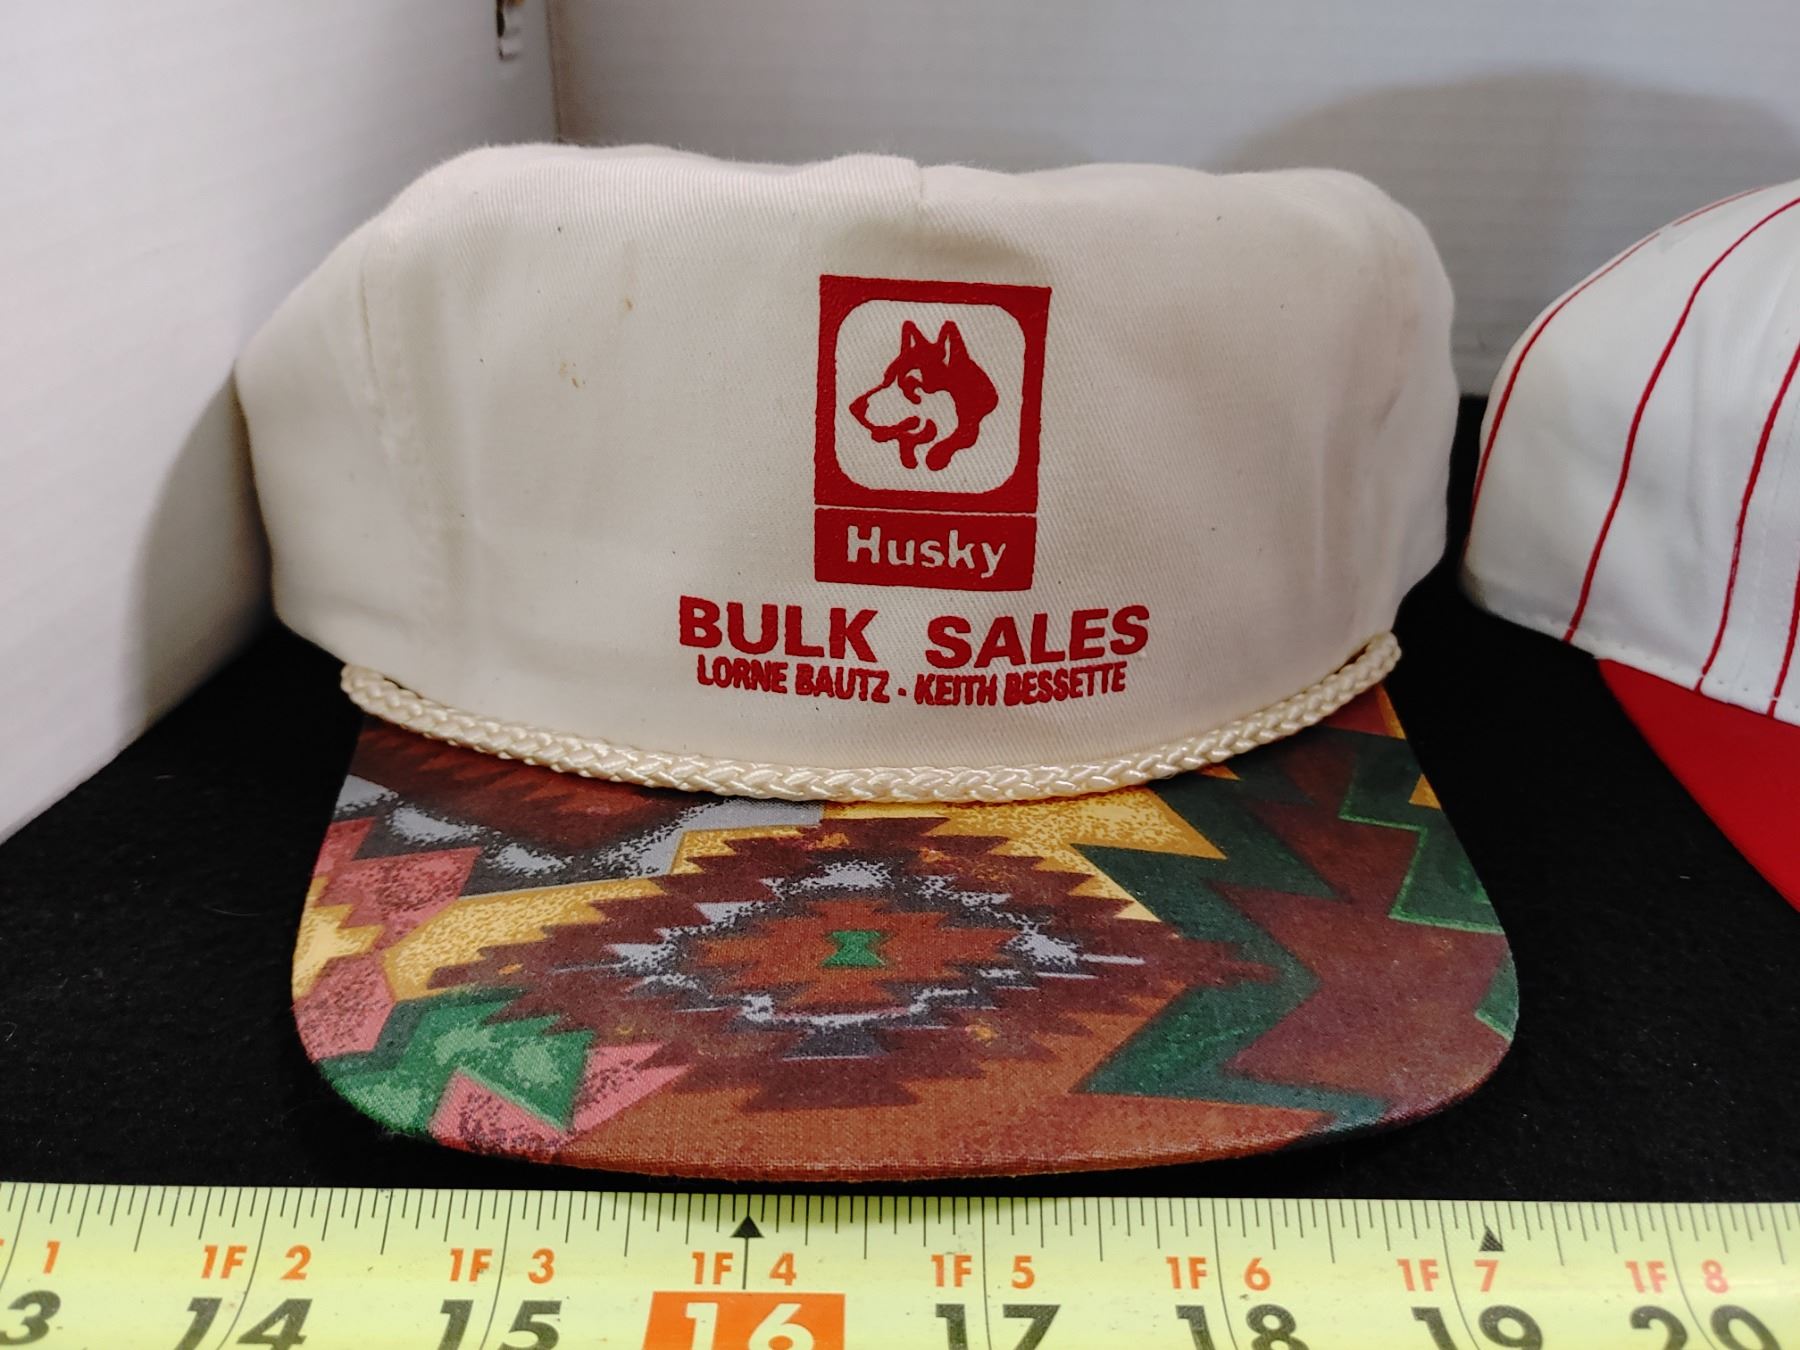 Husky
BULK SALES
LORNE BAUTZ - KEITH BESSETTE
1 1F 2 1F 3 1F 4 1F 5 1F 6 1F 7 1F 8
3 14 15 16 17 18 19 20